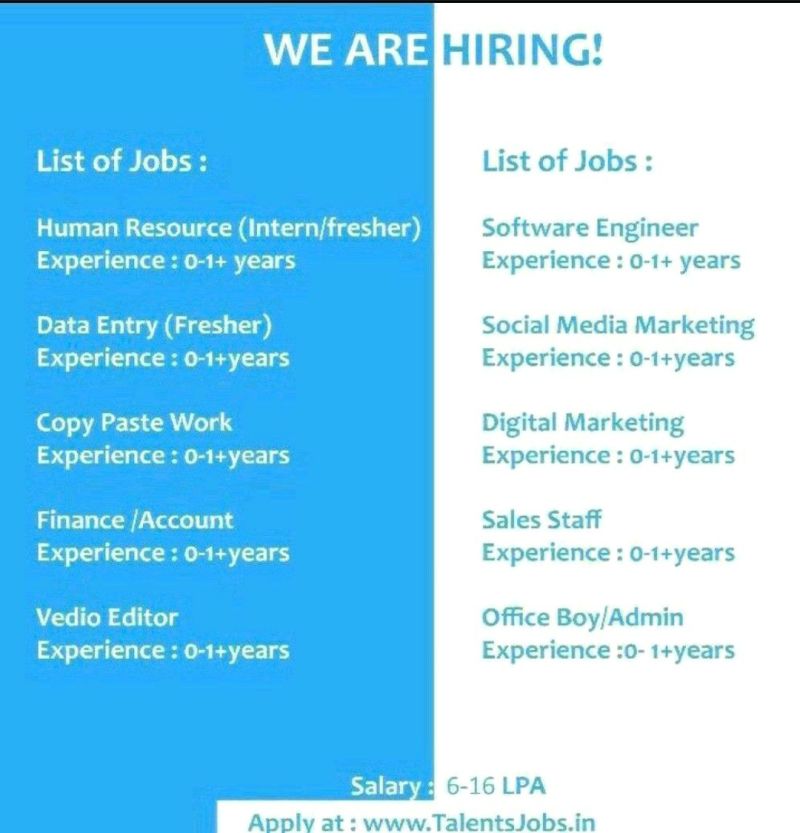 WE ARE HIRING!
List of Jobs :
Human Resource (Intern/fresher)
Experience : 0-1+ years
Data Entry (Fresher)
Experience : 0-1+years
Copy Paste Work
Experience : 0-1+years
Finance /Account
Experience : 0-1+years
Vedio Editor
Experience : 0-1+years
List of Jobs :
Software Engineer
Experience : 0-1+ years
Social Media Marketing
Experience : 0-1+years
Digital Marketing
Experience : 0-1+years
Sales Staff
Experience : 0-1+years
Office Boy/Admin
Experience :0- 1+years
Salary : 6-16 LPA
Apply at : www.TalentsJobs.in